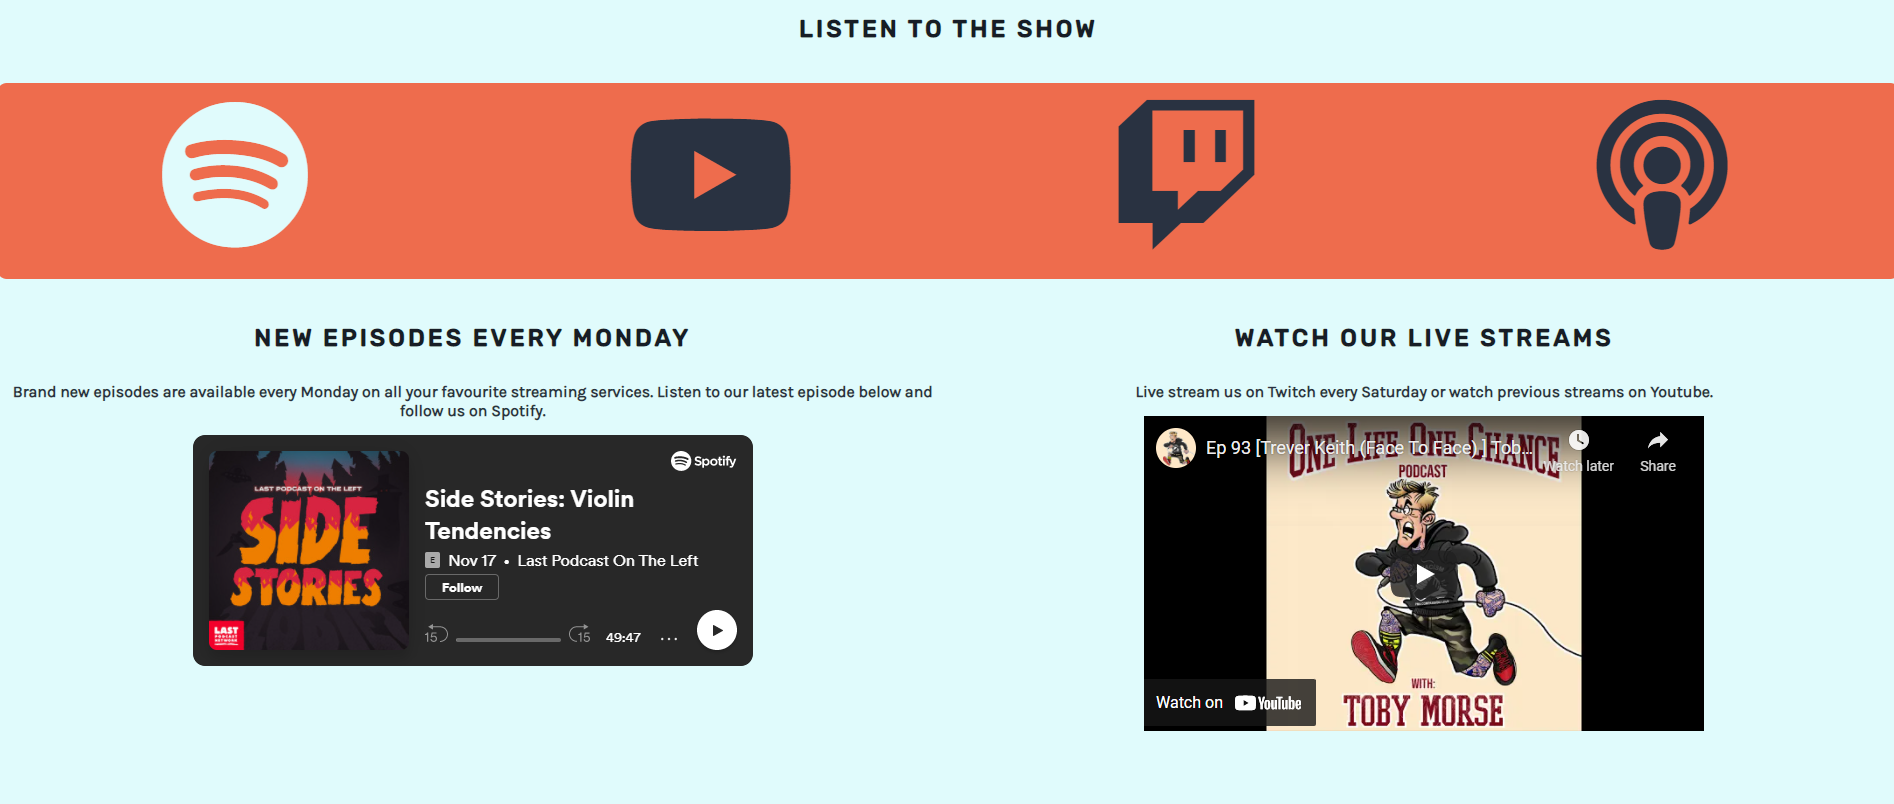 LISTEN TO THE SHOW
NEW EPISODES EVERY MONDAY
Brand new episodes are available every Monday on all your favourite streaming services. Listen to our latest episode below and
follow us on Spotify.
Spotify
LAST PODCAST ON THE LEFT
SIDE
STORIES
LAST
PODCAST
NETWORK
Side Stories: Violin
Tendencies
E Nov 17 • Last Podcast On The Left
Follow
15 15 49:47 ...
WATCH OUR LIVE STREAMS
Live stream us on Twitch every Saturday or watch previous streams on Youtube.
Ep 93 [Trever Keith (Face To Face) ] Tob...
Watch later
Share
ONE LIFE ONE CHANCE
PODCAST
WITH:
TOBY MORSE
Watch on YouTube